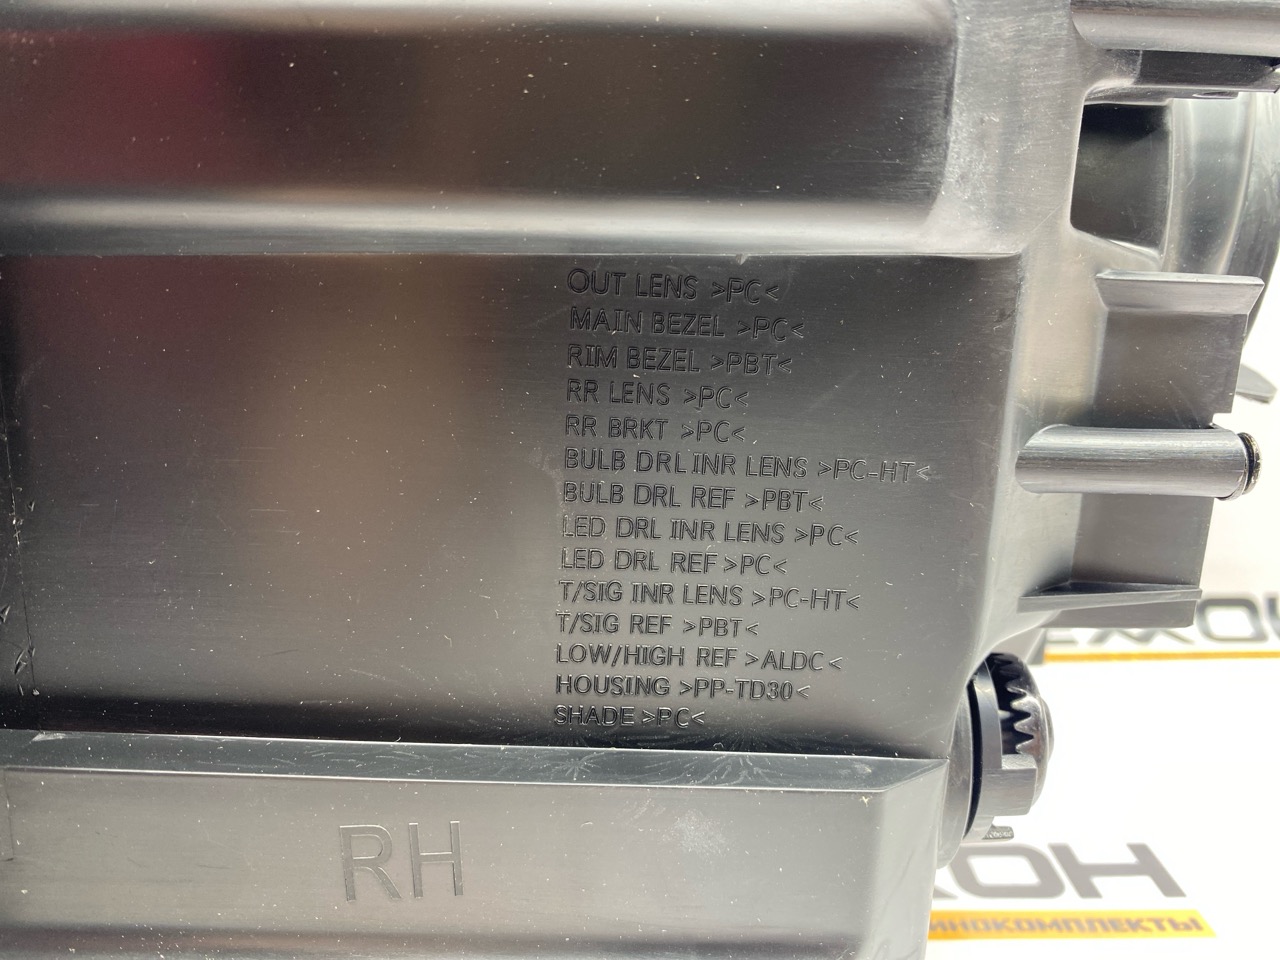 OUT LENS >PC<
MAIN BEZEL >PC<
RIM BEZEL >PBT<
RR LENS >PC<
RR BRKT >PC<
BULB DRL INR LENS >PC-HT<
BULB DRL REF >PBT<
LED DRL INR LENS >PC<
LED DRL REF >PC<
T/SIG INR LENS >PC-HT<
T/SIG REF >PBT<
LOW/HIGH REF >ALDC<
HOUSING >PP-TD30<
SHADE >PC<
RH